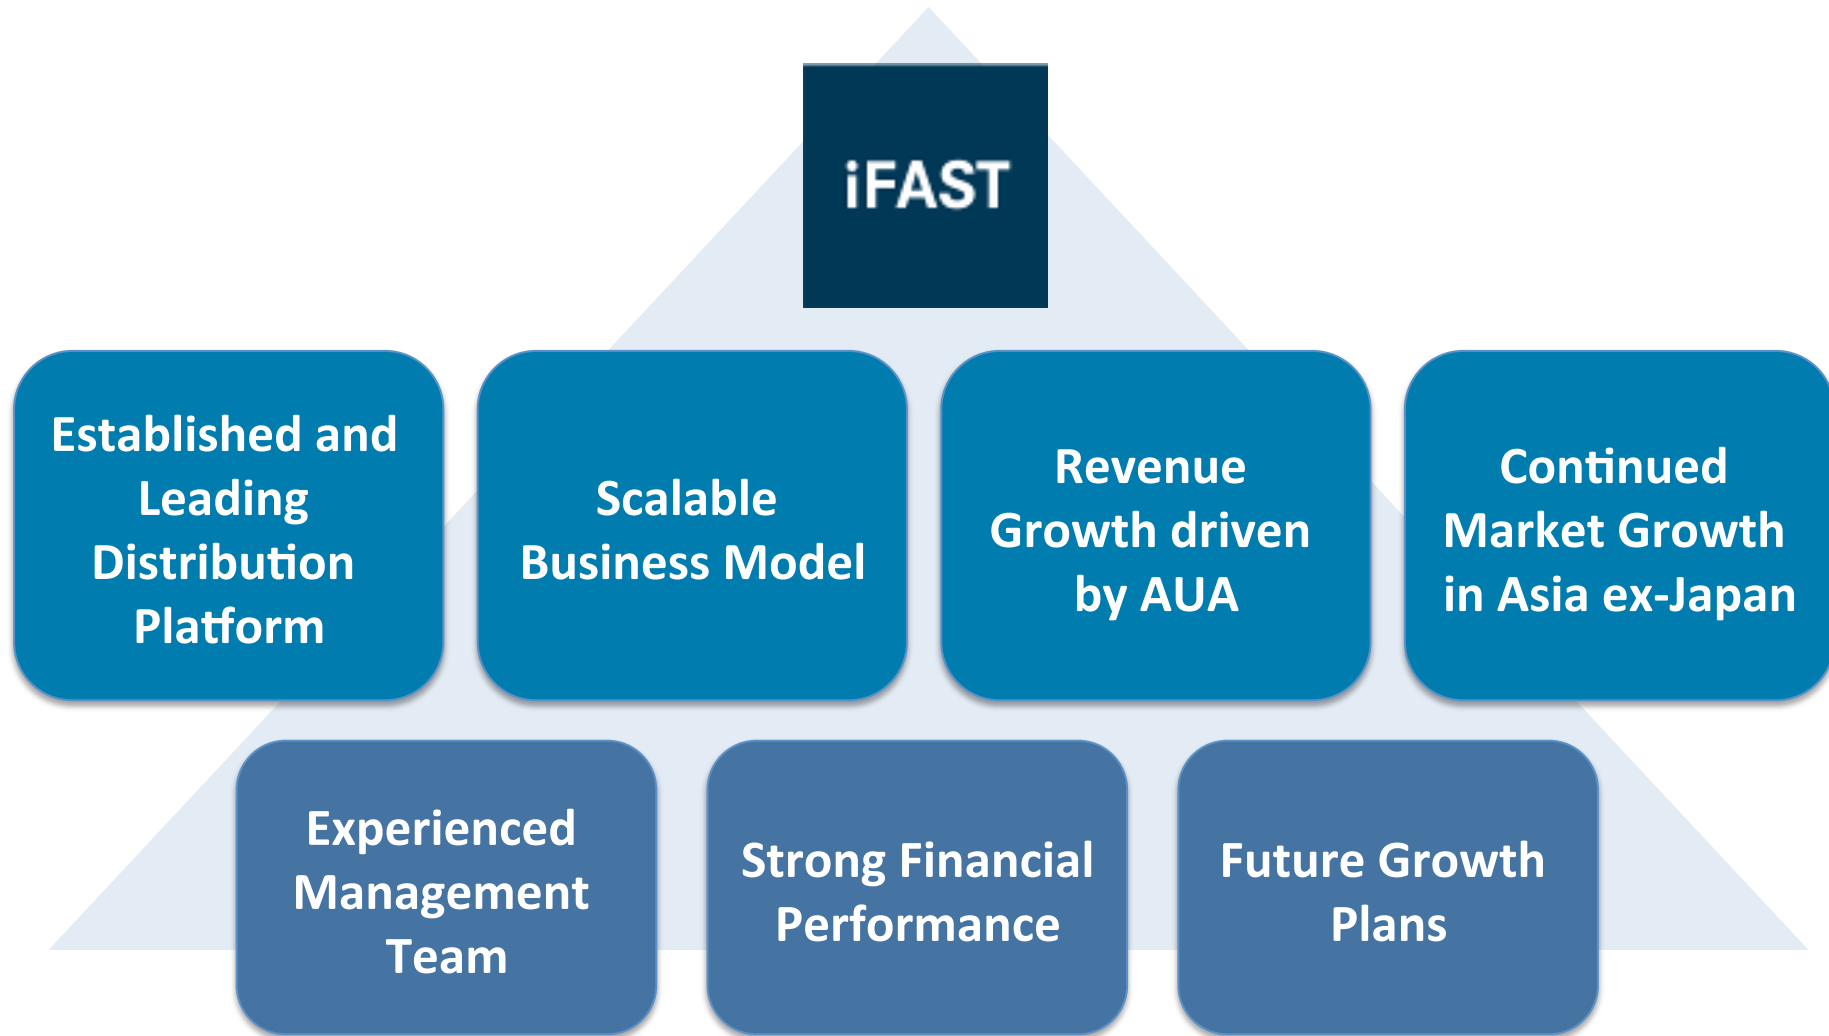 iFAST
Established and
Leading
Distribution
Platform
Scalable
Business Model
Revenue
Growth driven
by AUA
Continued
Market Growth
in Asia ex-Japan
Experienced
Management
Team
Strong Financial
Performance
Future Growth
Plans